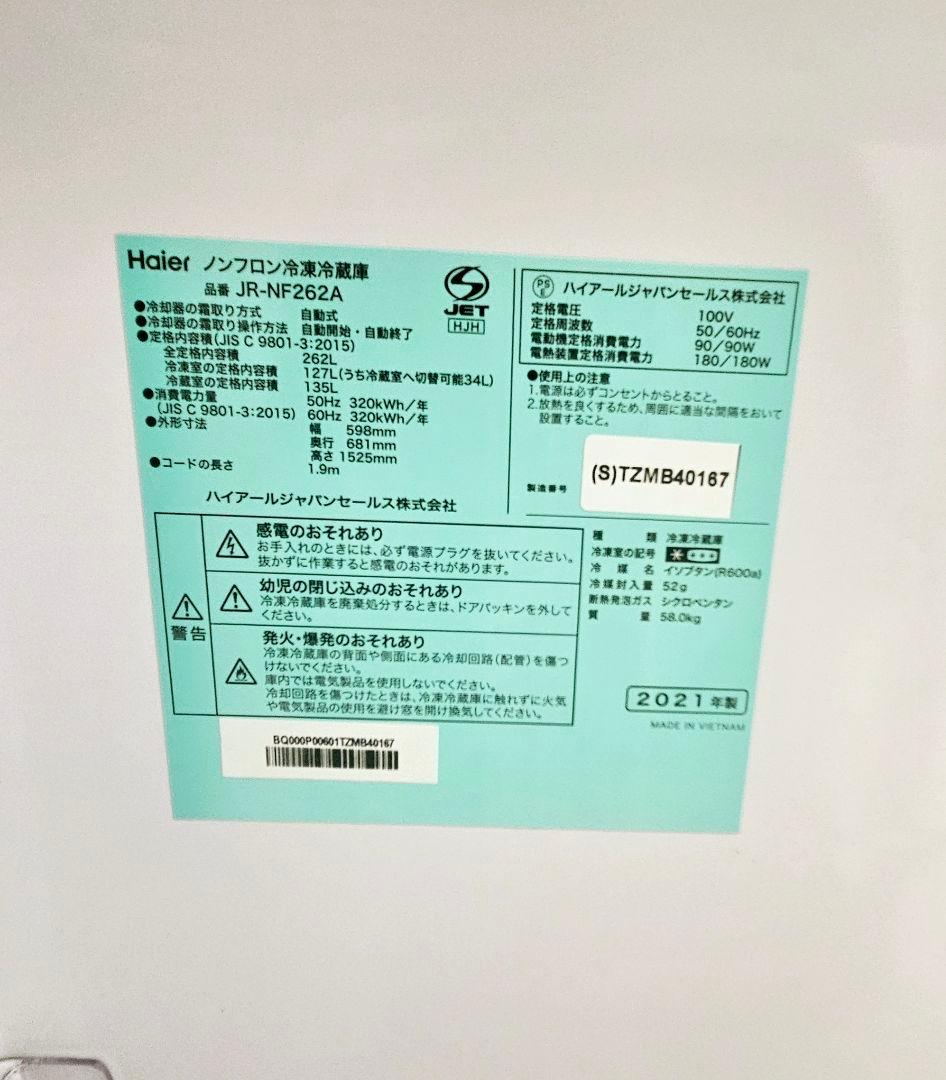 Haier ノンフロン冷凍冷蔵庫
品番 JR-NF262A
●冷却器の霜取り方式 自動式
●冷却器の霜取り操作方法 自動開始・自動終了
●定格内容積(JIS C 9801-3:2015)
全定格内容積 262L
冷凍室の定格内容積 127L(うち冷蔵室へ切替可能34L)
冷蔵室の定格内容積 135L
●消費電力量 50Hz 320kWh/年
(JIS C 9801-3:2015) 60Hz 320kWh/年
●外形寸法 幅 598mm
奥行 681mm
高さ 1525mm
●コードの長さ 1.9m
ハイアールジャパンセールス株式会社
JET
HJH
PS
E
ハイアールジャパンセールス株式会社
定格電圧 100V
定格周波数 50/60Hz
電動機定格消費電力 90/90W
電熱装置定格消費電力 180/180W
●使用上の注意
1.電源は必ずコンセントからとること。
2.放熱を良くするため、周囲に適当な間隔をおいて
設置すること。
製造番号 (S)TZMB40167
警告
感電のおそれあり
お手入れのときには、必ず電源プラグを抜いてください。
抜かずに作業すると感電のおそれがあります。
幼児の閉じ込みのおそれあり
冷凍冷蔵庫を廃棄処分するときは、ドアパッキンを外して
ください。
発火・爆発のおそれあり
冷凍冷蔵庫の背面や側面にある冷却回路(配管)を傷つ
けないでください。
庫内では電気製品を使用しないでください。
冷却回路を傷つけたときは、冷凍冷蔵庫に触れずに火気
や電気製品の使用を避け窓を開け換気してください。
種類 冷凍冷蔵庫
冷凍室の記号
冷媒名 イソブタン(R600a)
冷媒封入量 52g
断熱発泡ガス シクロペンタン
質量 58.0kg
2021年製
MADE IN VIETNAM
BQ000P00601TZMB40167